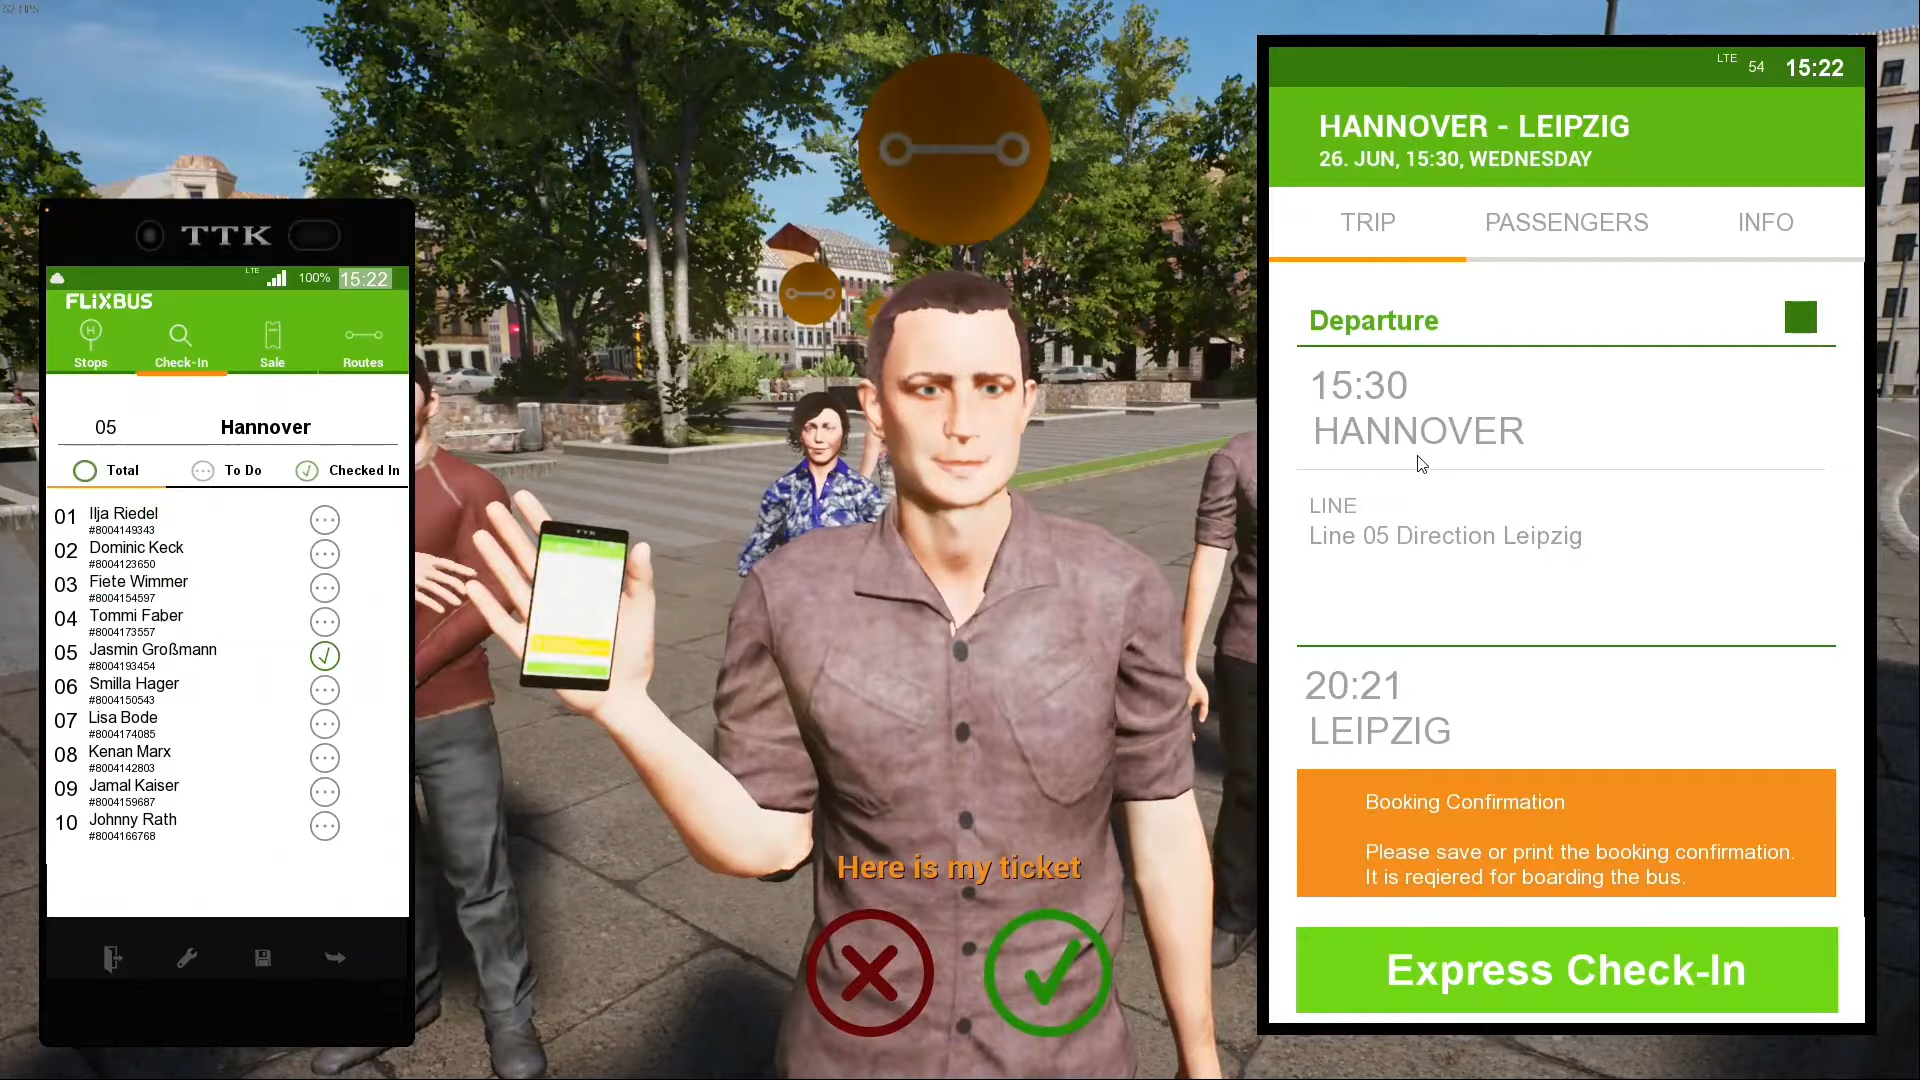 52 FPS
TTK
LTE 100% 15:22
FLiXBUS
H
Stops Check-In Sale Routes
05 Hannover
Total To Do Checked In
01 Ilja Riedel
#8004149343
02 Dominic Keck
#8004123650
03 Fiete Wimmer
#8004154597
04 Tommi Faber
#8004173557
05 Jasmin Großmann
#8004193454
06 Smilla Hager
#8004150543
07 Lisa Bode
#8004174085
08 Kenan Marx
#8004142803
09 Jamal Kaiser
#8004159687
10 Johnny Rath
#8004166768
TTK
Here is my ticket
LTE 54 15:22
HANNOVER - LEIPZIG
26. JUN, 15:30, WEDNESDAY
TRIP PASSENGERS INFO
Departure
15:30
HANNOVER
LINE
Line 05 Direction Leipzig
20:21
LEIPZIG
Booking Confirmation
Please save or print the booking confirmation.
It is reqiered for boarding the bus.
Express Check-In